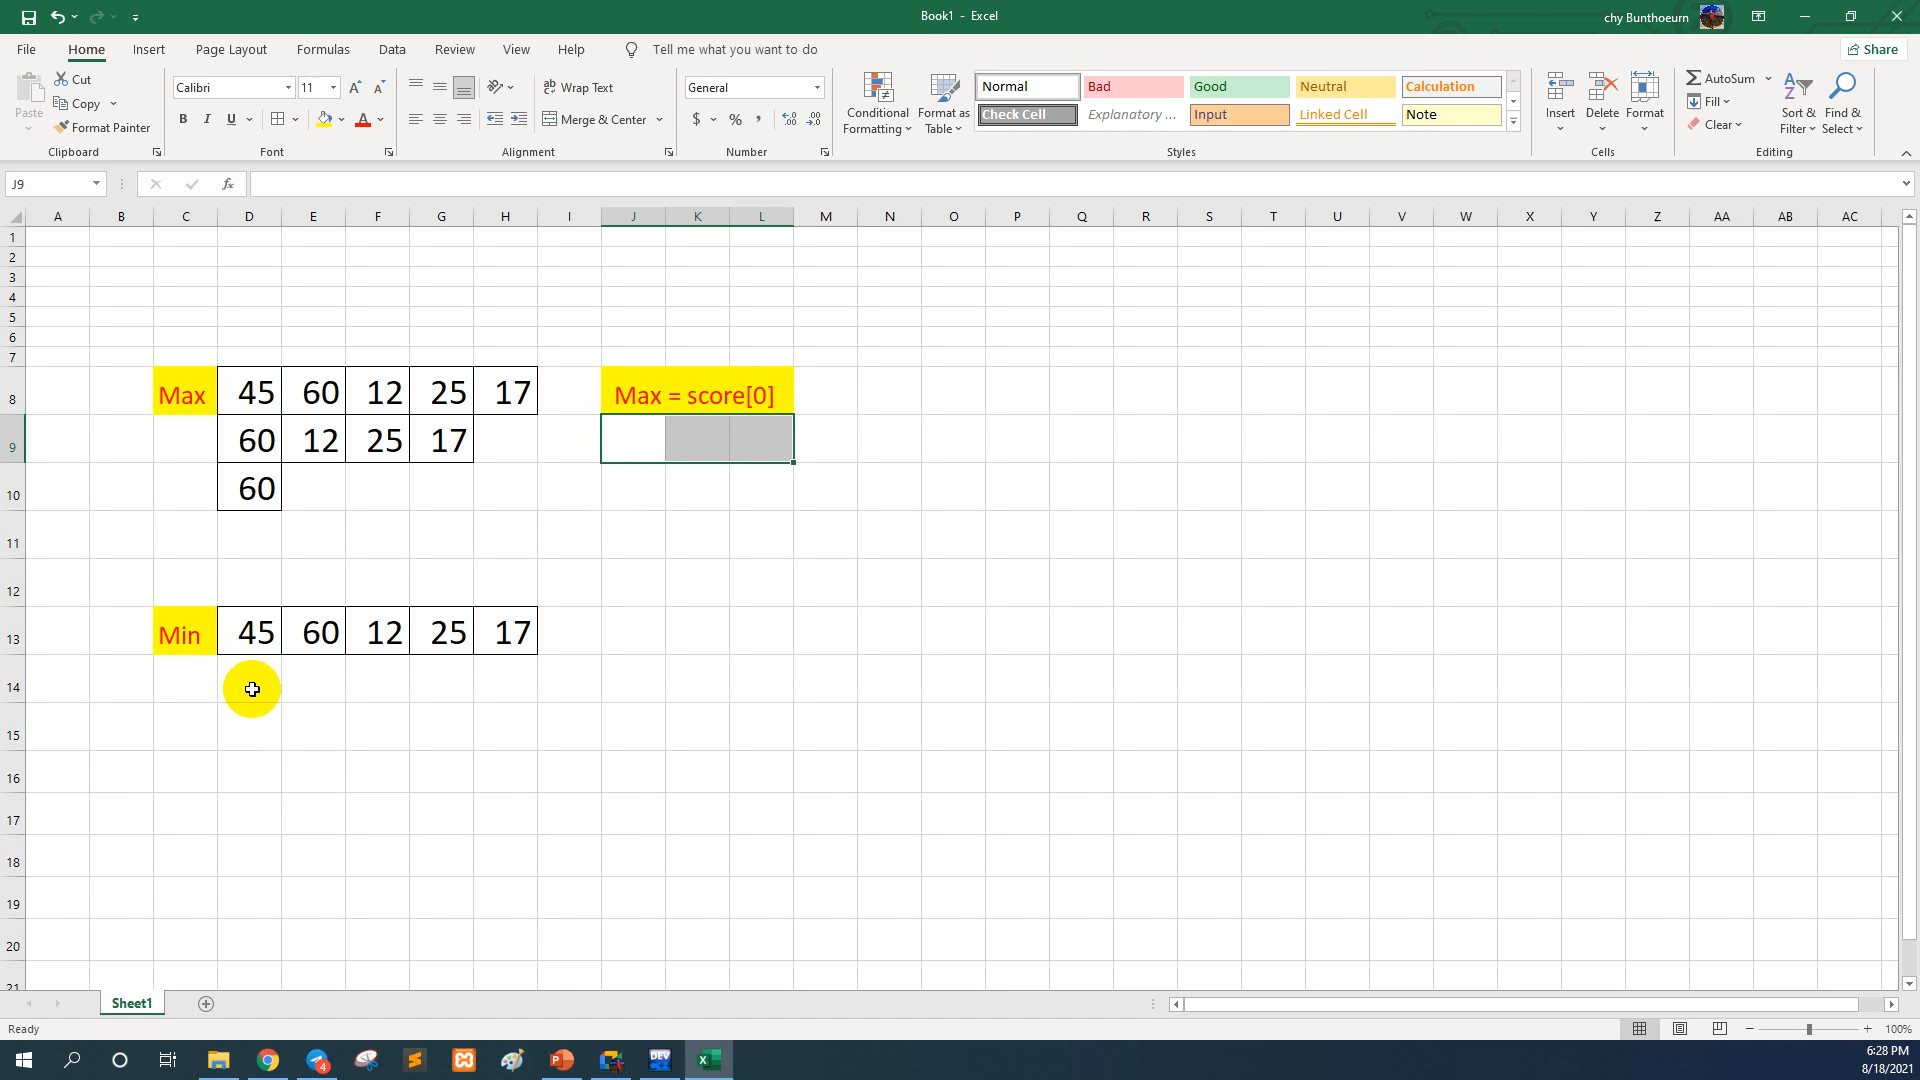 Book1 - Excel
chy Bunthoeurn
File Home Insert Page Layout Formulas Data Review View Help Tell me what you want to do
Share
Paste
Cut
Copy
Format Painter
Clipboard
Calibri 11
B I U
Font
Wrap Text
Merge & Center
Alignment
General
$ % ,
Number
Conditional Formatting
Format as Table
Normal Bad Good Neutral Calculation
Check Cell Explanatory ... Input Linked Cell Note
Styles
Insert Delete Format
Cells
AutoSum
Fill
Clear
Sort & Filter
Find & Select
Editing
J9
fx
A B C D E F G H I J K L M N O P Q R S T U V W X Y Z AA AB AC
1
2
3
4
5
6
7
8 Max 45 60 12 25 17 Max = score[0]
9 60 12 25 17
10 60
11
12
13 Min 45 60 12 25 17
14
15
16
17
18
19
20
21
Sheet1
Ready
100%
4
DEV
6:28 PM
8/18/2021